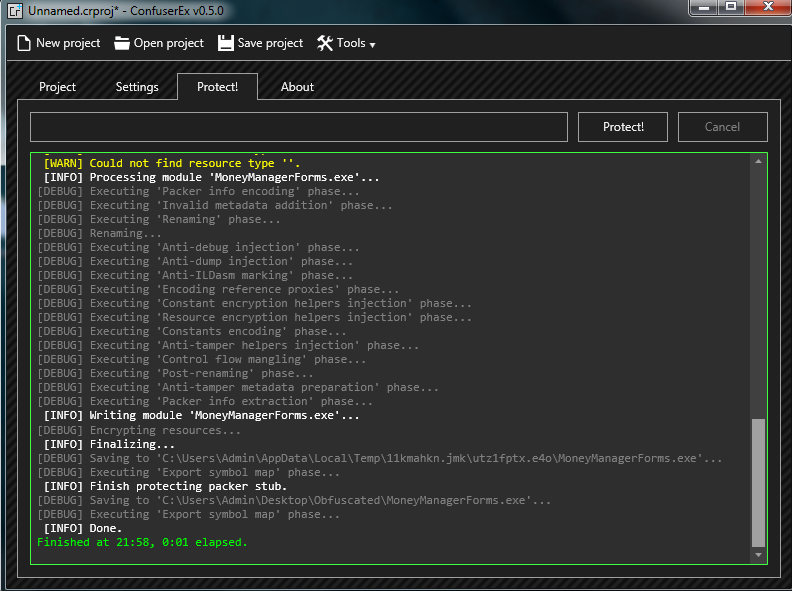 Unnamed.crproj* - ConfuserEx v0.5.0
New project Open project Save project Tools
Project Settings Protect! About
Protect! Cancel
[WARN] Could not find resource type ''.
[INFO] Processing module 'MoneyManagerForms.exe'...
[DEBUG] Executing 'Packer info encoding' phase...
[DEBUG] Executing 'Invalid metadata addition' phase...
[DEBUG] Executing 'Renaming' phase...
[DEBUG] Renaming...
[DEBUG] Executing 'Anti-debug injection' phase...
[DEBUG] Executing 'Anti-dump injection' phase...
[DEBUG] Executing 'Anti-ILDasm marking' phase...
[DEBUG] Executing 'Encoding reference proxies' phase...
[DEBUG] Executing 'Constant encryption helpers injection' phase...
[DEBUG] Executing 'Resource encryption helpers injection' phase...
[DEBUG] Executing 'Constants encoding' phase...
[DEBUG] Executing 'Anti-tamper helpers injection' phase...
[DEBUG] Executing 'Control flow mangling' phase...
[DEBUG] Executing 'Post-renaming' phase...
[DEBUG] Executing 'Anti-tamper metadata preparation' phase...
[DEBUG] Executing 'Packer info extraction' phase...
[INFO] Writing module 'MoneyManagerForms.exe'...
[DEBUG] Encrypting resources...
[INFO] Finalizing...
[DEBUG] Saving to 'C:\Users\Admin\AppData\Local\Temp\11kmahkn.jmk\utz1fptx.e4o\MoneyManagerForms.exe'...
[DEBUG] Executing 'Export symbol map' phase...
[INFO] Finish protecting packer stub.
[DEBUG] Saving to 'C:\Users\Admin\Desktop\Obfuscated\MoneyManagerForms.exe'...
[DEBUG] Executing 'Export symbol map' phase...
[INFO] Done.
Finished at 21:58, 0:01 elapsed.